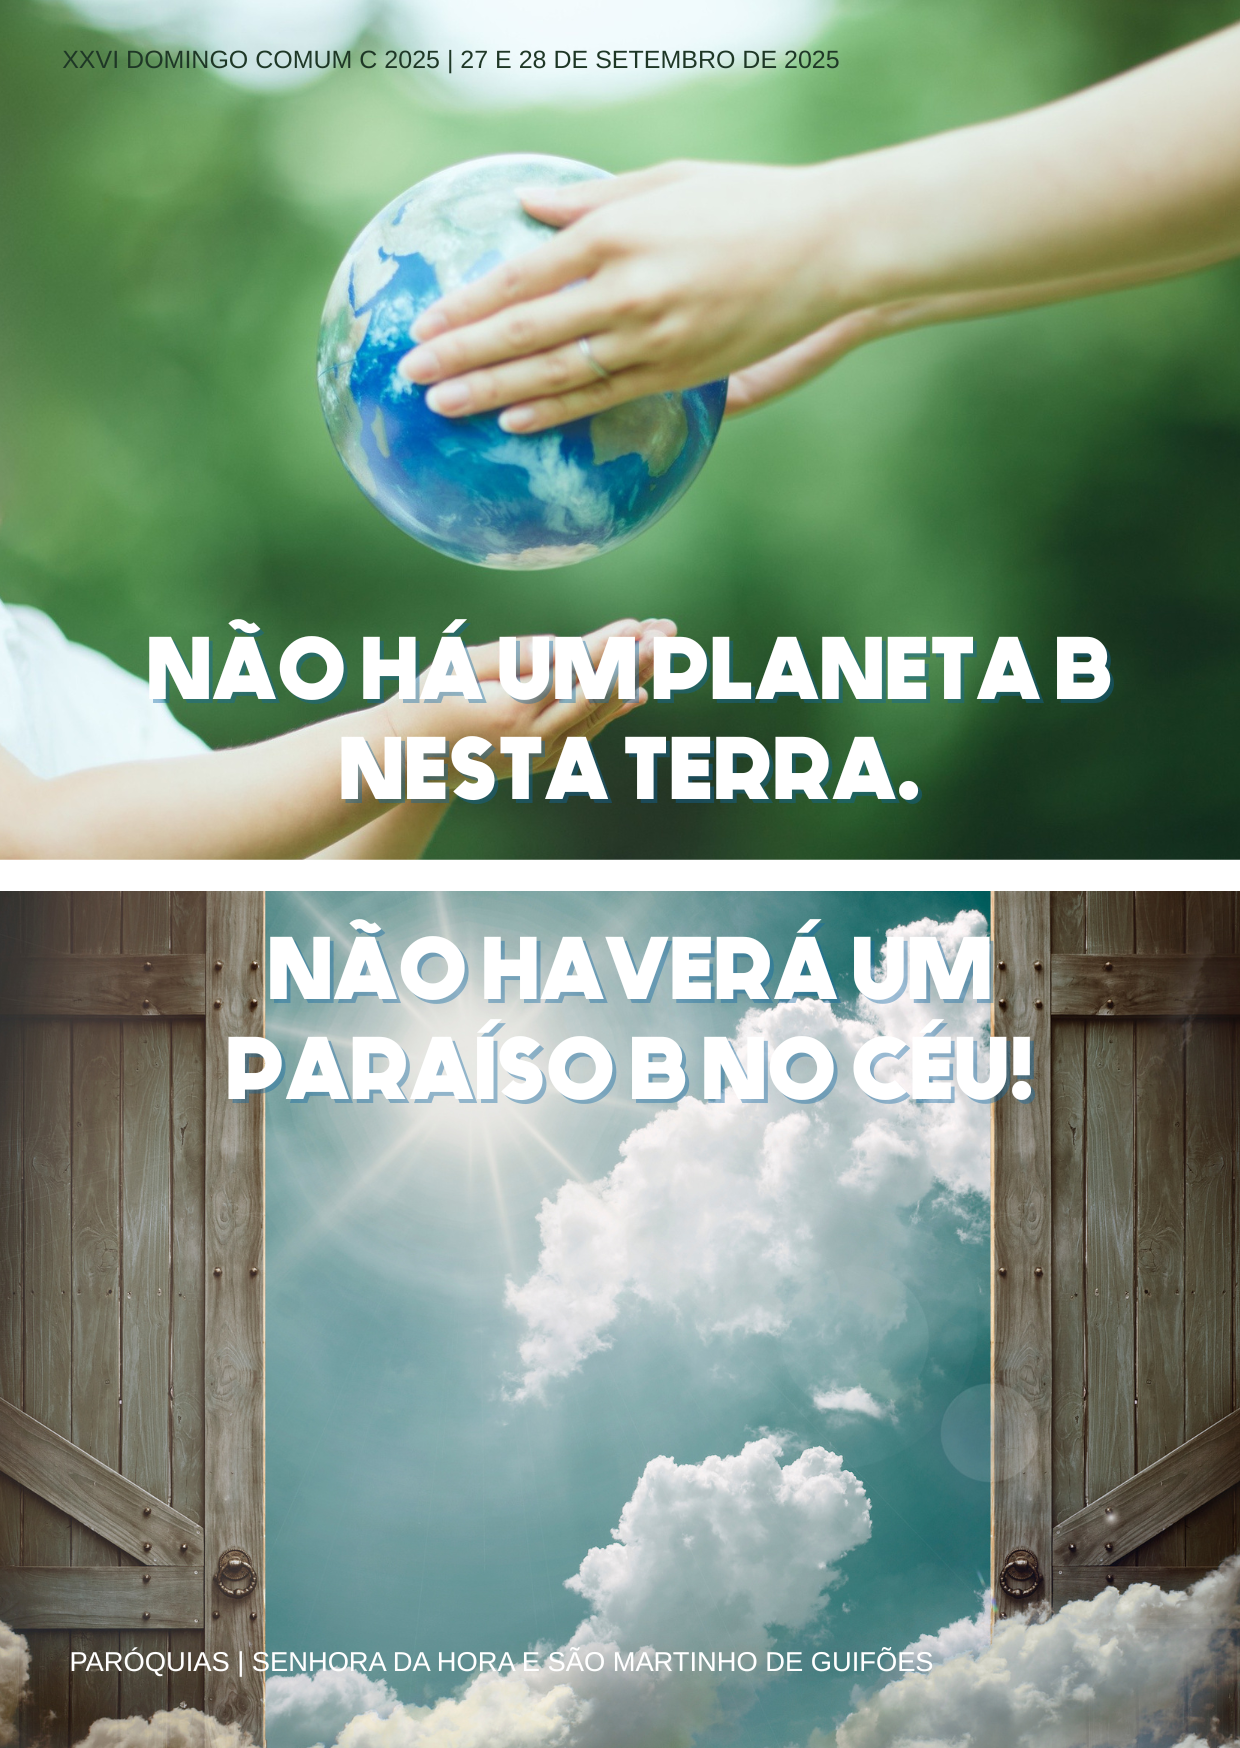 XXVI DOMINGO COMUM C 2025 | 27 E 28 DE SETEMBRO DE 2025
NÃO HÁ UM PLANETA B
NESTA TERRA.
NÃO HAVERÁ UM
PARAÍSO B NO CÉU!
PARÓQUIAS | SENHORA DA HORA E SÃO MARTINHO DE GUIFÕES